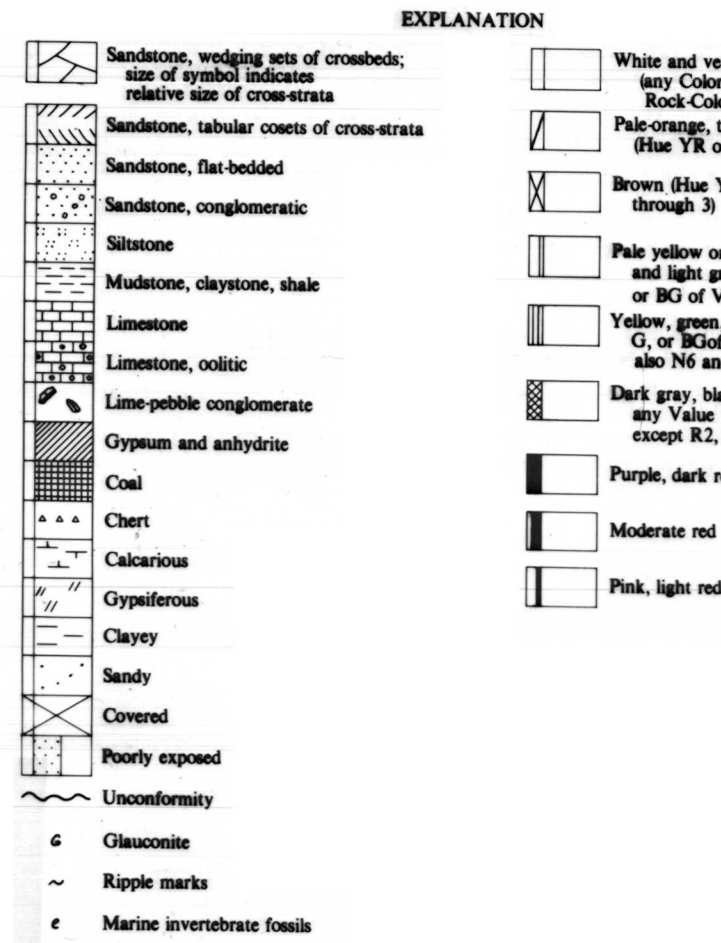 EXPLANATION
Sandstone, wedging sets of crossbeds;
size of symbol indicates
relative size of cross-strata
Sandstone, tabular cosets of cross-strata
Sandstone, flat-bedded
Sandstone, conglomeratic
Siltstone
Mudstone, claystone, shale
Limestone
Limestone, oolitic
Lime-pebble conglomerate
Gypsum and anhydrite
Coal
Chert
Calcarious
Gypsiferous
Clayey
Sandy
Covered
Poorly exposed
Unconformity
G Glauconite
~ Ripple marks
e Marine invertebrate fossils
White and ve
(any Color
Rock-Colo
Pale-orange, t
(Hue YR o
Brown (Hue Y
through 3)
Pale yellow or
and light gr
or BG of V
Yellow, green,
G, or BGof
also N6 an
Dark gray, bla
any Value
except R2,
Purple, dark re
Moderate red
Pink, light red